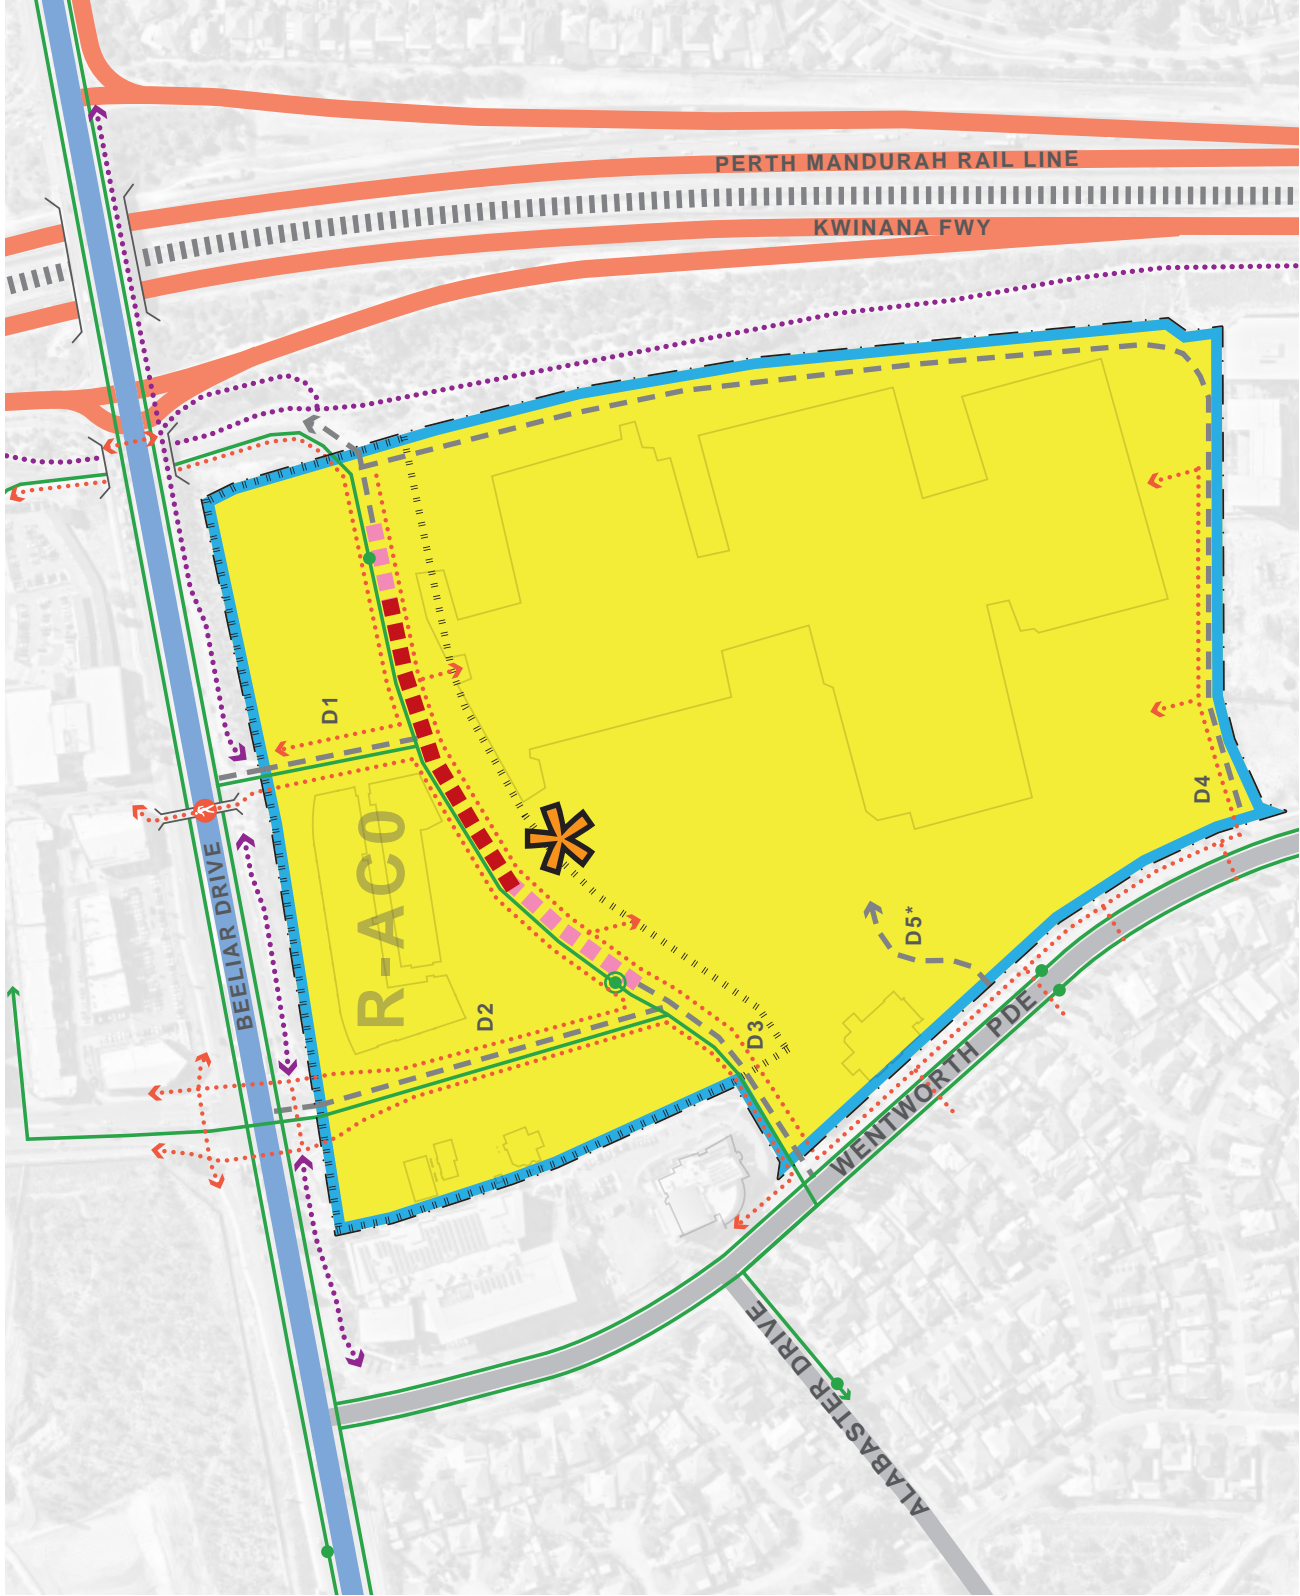 PERTH MANDURAH RAIL LINE
KWINANA FWY
D1
D4
R-AC0
BEELIAR DRIVE
D5*
D2
D3
WENTWORTH PDE
ALABASTER DRIVE